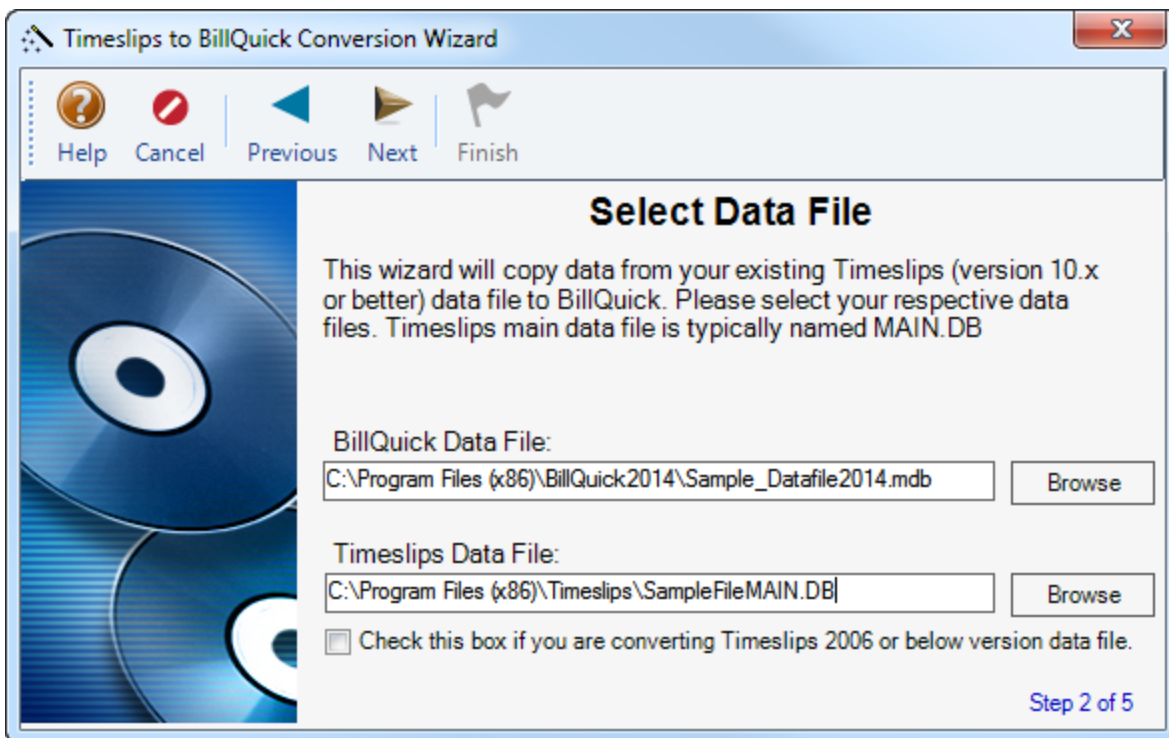 Timeslips to BillQuick Conversion Wizard
Help Cancel Previous Next Finish
Select Data File
This wizard will copy data from your existing Timeslips (version 10.x
or better) data file to BillQuick. Please select your respective data
files. Timeslips main data file is typically named MAIN.DB
BillQuick Data File:
C:\Program Files (x86)\BillQuick2014\Sample_Datafile2014.mdb Browse
Timeslips Data File:
C:\Program Files (x86)\Timeslips\SampleFileMAIN.DB Browse
Check this box if you are converting Timeslips 2006 or below version data file.
Step 2 of 5